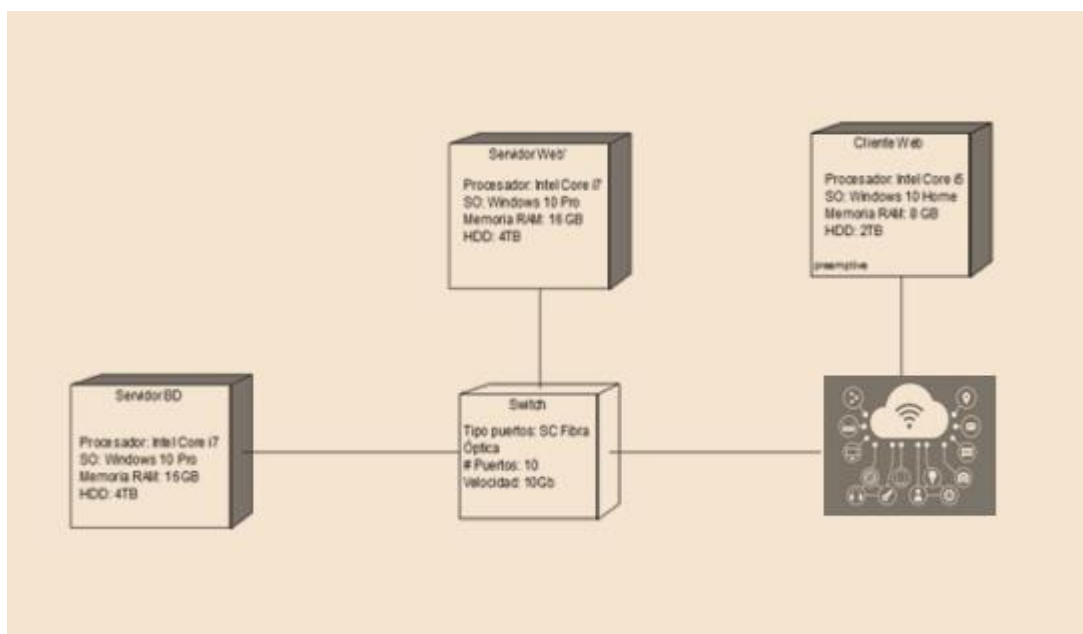 Servidor Web'
Procesador: Intel Core i7
SO: Windows 10 Pro
Memoria RAM: 16 GB
HDD: 4TB
Cliente Web
Procesador: Intel Core i5
SO: Windows 10 Home
Memoria RAM: 8 GB
HDD: 2TB
preemptive
Servidor BD
Procesador: Intel Core i7
SO: Windows 10 Pro
Memoria RAM: 16GB
HDD: 4TB
Switch
Tipo puertos: SC Fibra
Óptica
# Puertos: 10
Velocidad: 10Gb